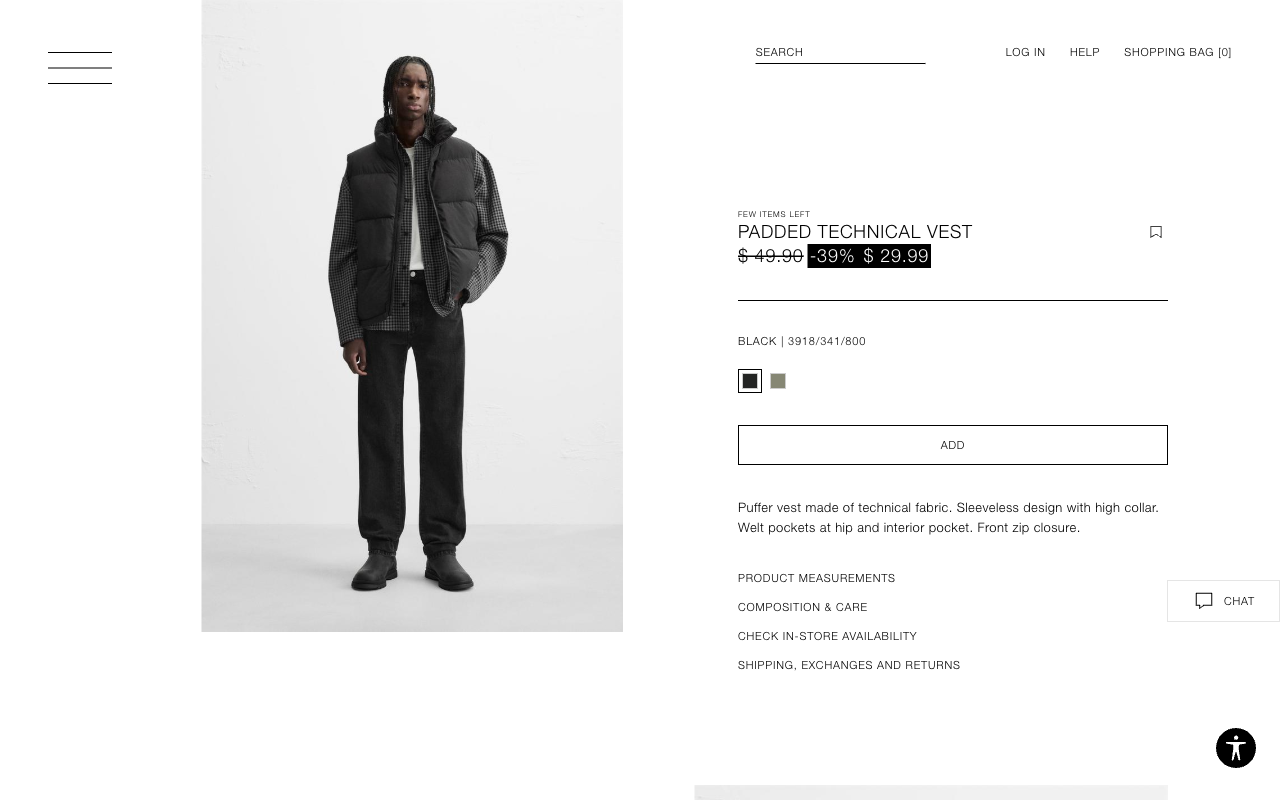 SEARCH
LOG IN
HELP
SHOPPING BAG [0]
FEW ITEMS LEFT
PADDED TECHNICAL VEST
$ 49.90 -39% $ 29.99
BLACK | 3918/341/800
ADD
Puffer vest made of technical fabric. Sleeveless design with high collar.
Welt pockets at hip and interior pocket. Front zip closure.
PRODUCT MEASUREMENTS
COMPOSITION & CARE
CHECK IN-STORE AVAILABILITY
SHIPPING, EXCHANGES AND RETURNS
CHAT